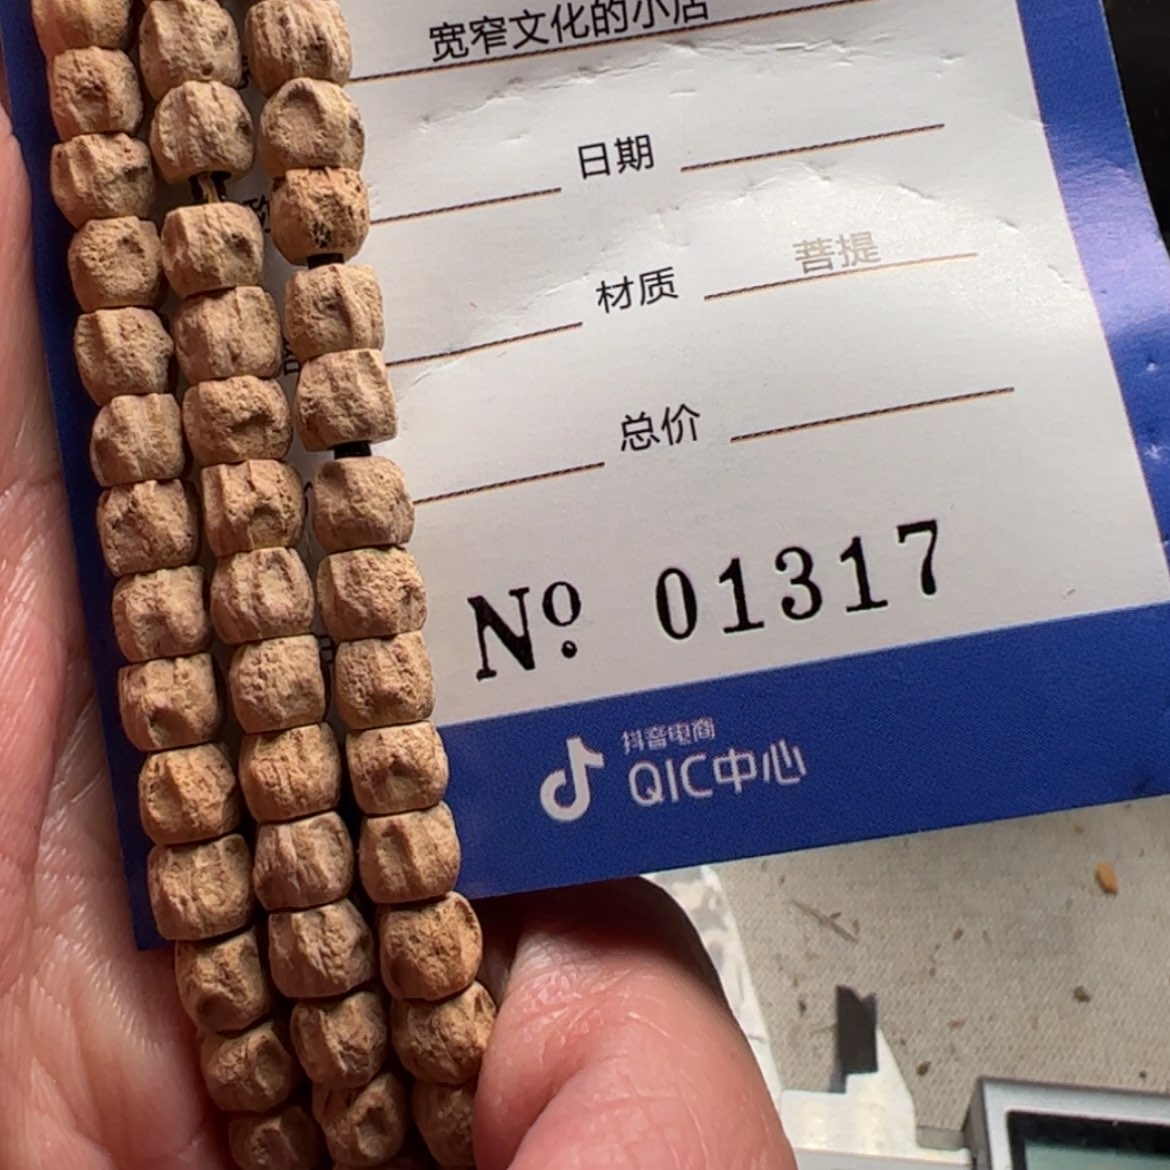 宽窄文化的小店
日期
材质 菩提
总价
№ 01317
抖音电商
QIC中心